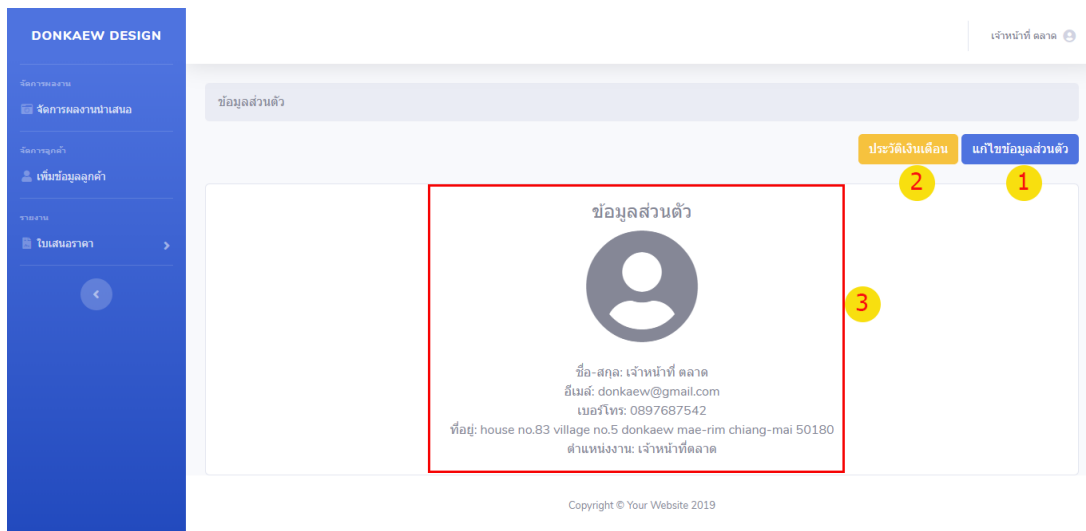 DONKAEW DESIGN
เจ้าหน้าที่ ตลาด
จัดการผลงาน
จัดการผลงานนำเสนอ
ข้อมูลส่วนตัว
จัดการลูกค้า
ประวัติเงินเดือน
แก้ไขข้อมูลส่วนตัว
เพิ่มข้อมูลลูกค้า
2
1
รายงาน
ใบเสนอราคา
ข้อมูลส่วนตัว
3
ชื่อ-สกุล: เจ้าหน้าที่ ตลาด
อีเมล์: donkaew@gmail.com
เบอร์โทร: 0897687542
ที่อยู่: house no.83 village no.5 donkaew mae-rim chiang-mai 50180
ตำแหน่งงาน: เจ้าหน้าที่ตลาด
Copyright © Your Website 2019